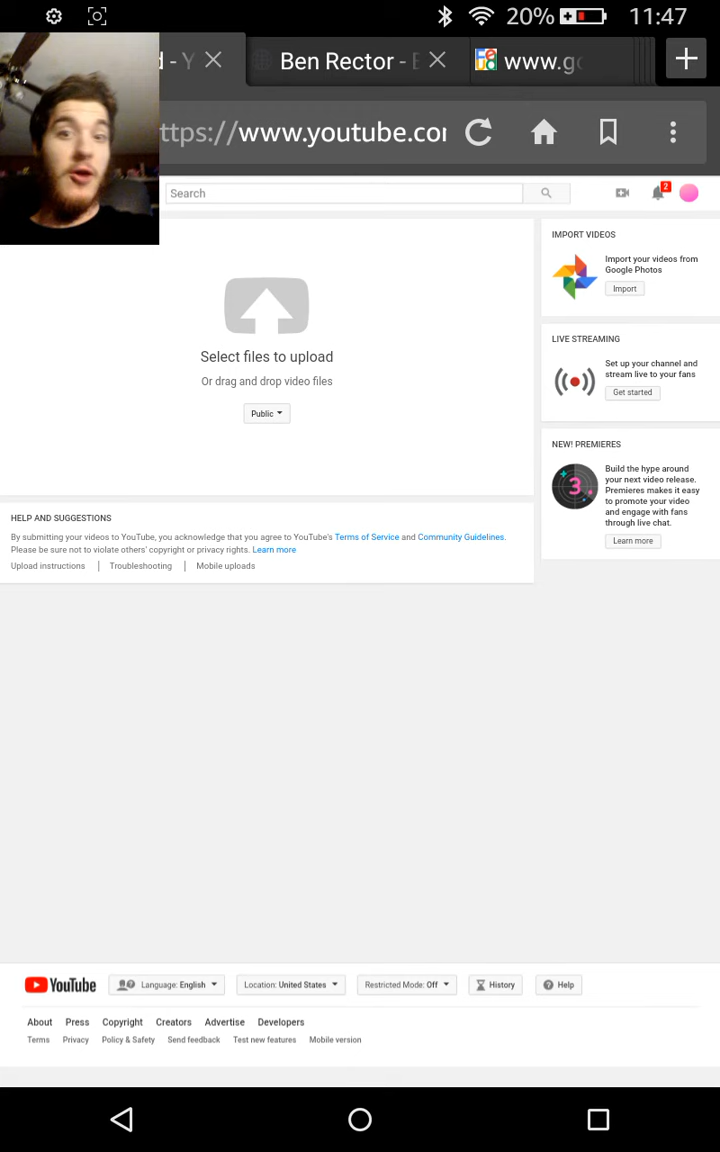 20% 11:47
d - Y
Ben Rector - E
www.go
ttps://www.youtube.com
Search
2
Select files to upload
Or drag and drop video files
Public
HELP AND SUGGESTIONS
By submitting your videos to YouTube, you acknowledge that you agree to YouTube's Terms of Service and Community Guidelines.
Please be sure not to violate others' copyright or privacy rights. Learn more
Upload instructions | Troubleshooting | Mobile uploads
IMPORT VIDEOS
Import your videos from
Google Photos
Import
LIVE STREAMING
Set up your channel and
stream live to your fans
Get started
NEW! PREMIERES
3
Build the hype around
your next video release.
Premieres makes it easy
to promote your video
and engage with fans
through live chat.
Learn more
YouTube Language: English Location: United States Restricted Mode: Off History Help
About Press Copyright Creators Advertise Developers
Terms Privacy Policy & Safety Send feedback Test new features Mobile version